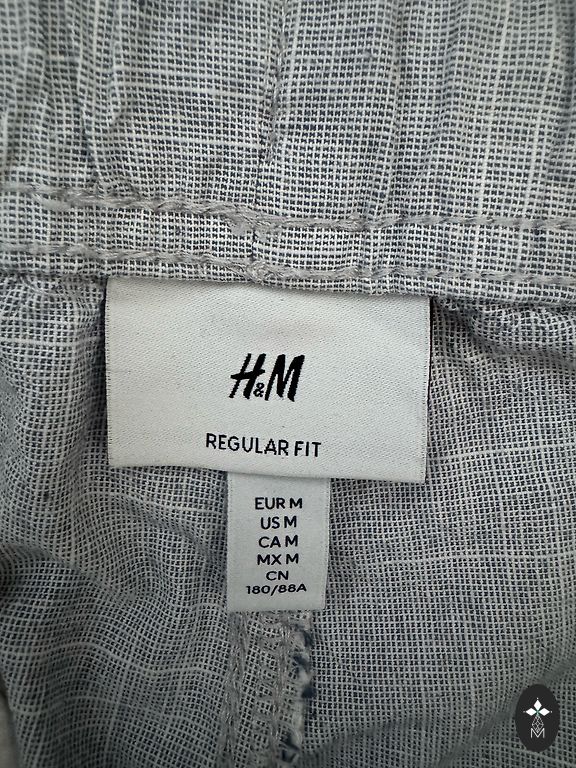 H&M
REGULAR FIT
EUR M
US M
CA M
MX M
CN
180/88A
M